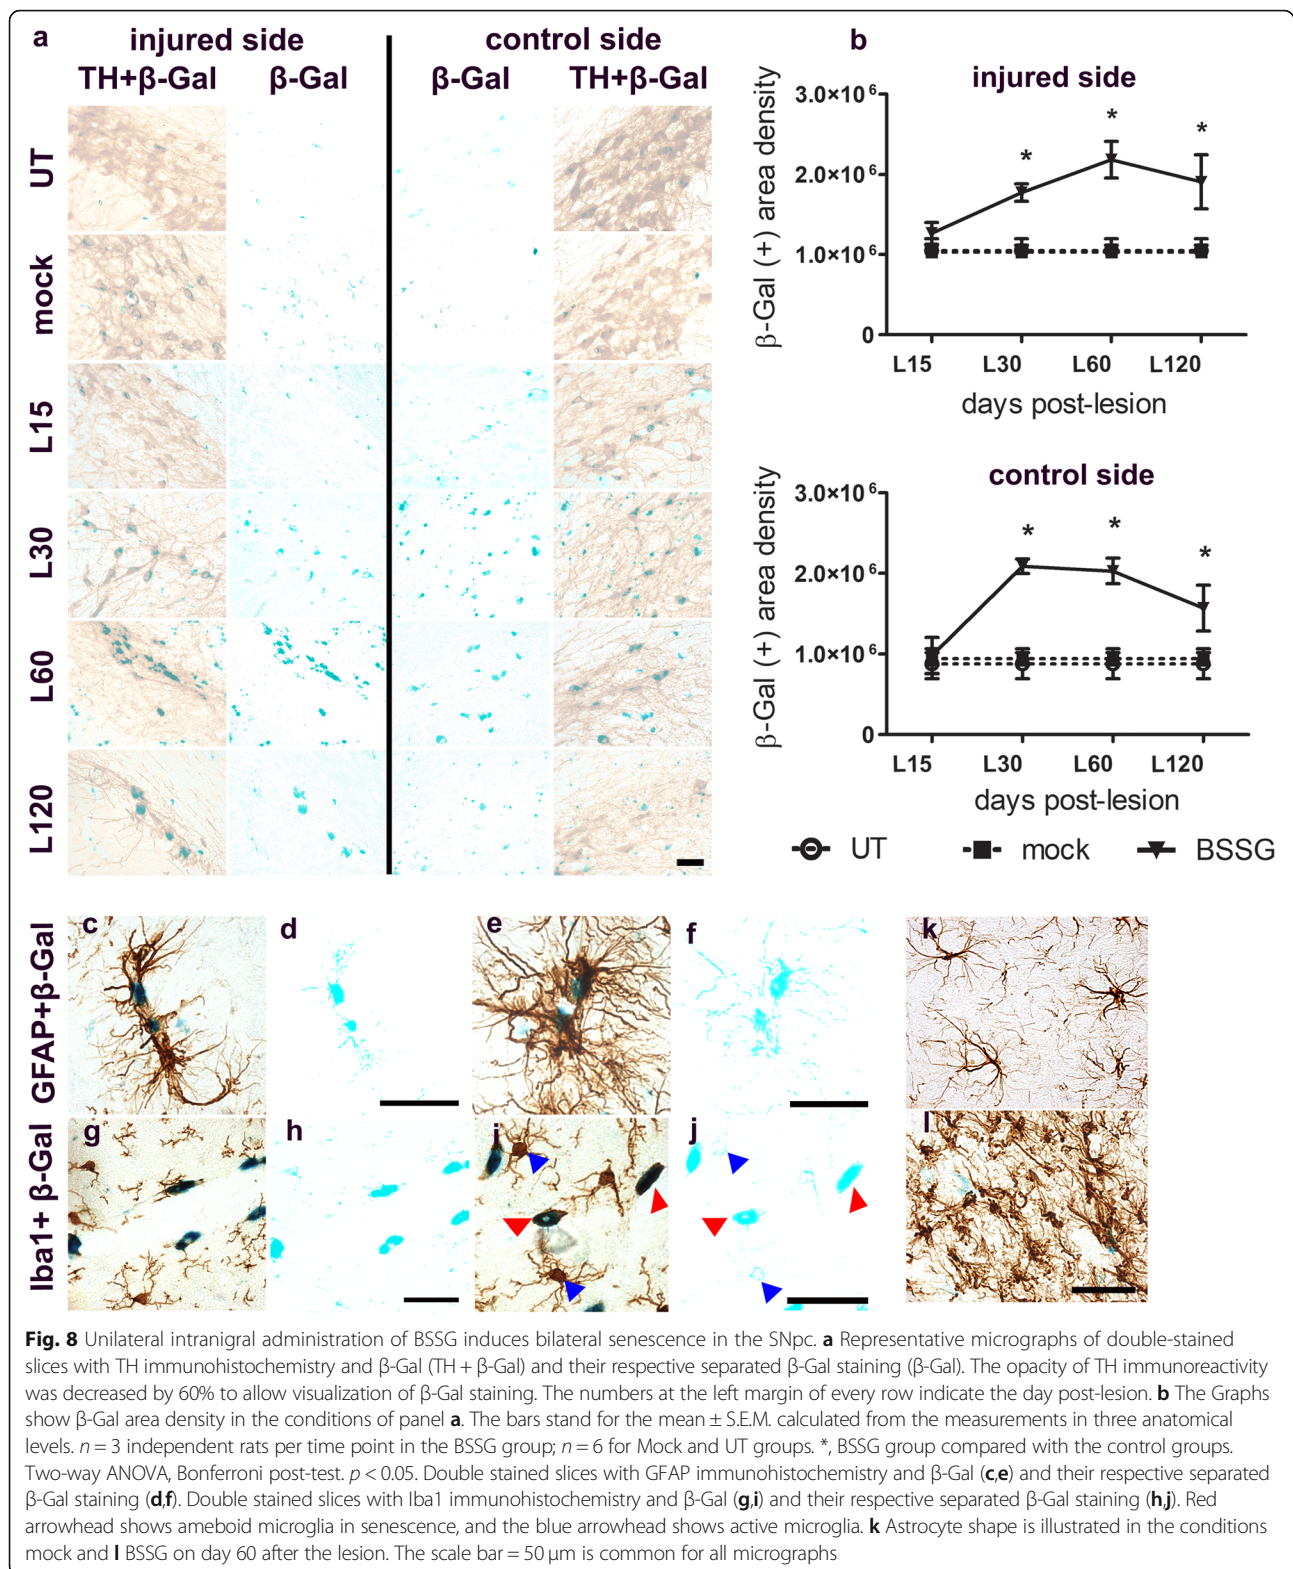 a
injured side
control side
TH+β-Gal
β-Gal
β-Gal
TH+β-Gal
UT
mock
L15
L30
L60
L120
b
injured side
β-Gal (+) area density
3.0×10⁶
2.0×10⁶
1.0×10⁶
0
* * *
L15 L30 L60 L120
days post-lesion
control side
β-Gal (+) area density
3.0×10⁶
2.0×10⁶
1.0×10⁶
0
* * *
L15 L30 L60 L120
days post-lesion
UT mock BSSG
GFAP+β-Gal
c d e f k
Iba1+ β-Gal
g h i j l
Fig. 8 Unilateral intranigral administration of BSSG induces bilateral senescence in the SNpc. a Representative micrographs of double-stained
slices with TH immunohistochemistry and β-Gal (TH + β-Gal) and their respective separated β-Gal staining (β-Gal). The opacity of TH immunoreactivity
was decreased by 60% to allow visualization of β-Gal staining. The numbers at the left margin of every row indicate the day post-lesion. b The Graphs
show β-Gal area density in the conditions of panel a. The bars stand for the mean ± S.E.M. calculated from the measurements in three anatomical
levels. n = 3 independent rats per time point in the BSSG group; n = 6 for Mock and UT groups. *, BSSG group compared with the control groups.
Two-way ANOVA, Bonferroni post-test. p < 0.05. Double stained slices with GFAP immunohistochemistry and β-Gal (c,e) and their respective separated
β-Gal staining (d,f). Double stained slices with Iba1 immunohistochemistry and β-Gal (g,i) and their respective separated β-Gal staining (h,j). Red
arrowhead shows ameboid microglia in senescence, and the blue arrowhead shows active microglia. k Astrocyte shape is illustrated in the conditions
mock and l BSSG on day 60 after the lesion. The scale bar = 50 μm is common for all micrographs